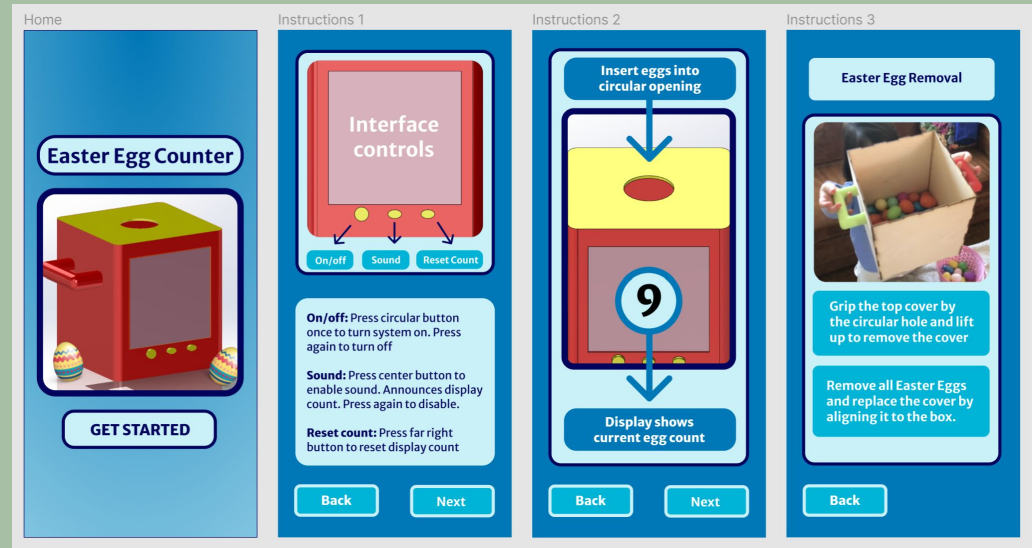 Home
Easter Egg Counter
GET STARTED
Instructions 1
Interface
controls
On/off
Sound
Reset Count
On/off: Press circular button
once to turn system on. Press
again to turn off
Sound: Press center button to
enable sound. Announces display
count. Press again to disable.
Reset count: Press far right
button to reset display count
Back
Next
Instructions 2
Insert eggs into
circular opening
9
Display shows
current egg count
Back
Next
Instructions 3
Easter Egg Removal
Grip the top cover by
the circular hole and lift
up to remove the cover
Remove all Easter Eggs
and replace the cover by
aligning it to the box.
Back